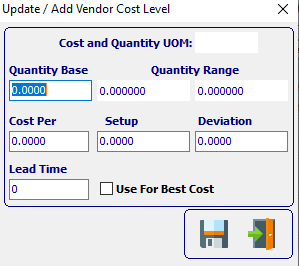 Update / Add Vendor Cost Level
Cost and Quantity UOM:
Quantity Base Quantity Range
0.0000 0.000000 0.000000
Cost Per Setup Deviation
0.0000 0.0000 0.0000
Lead Time
0 Use For Best Cost